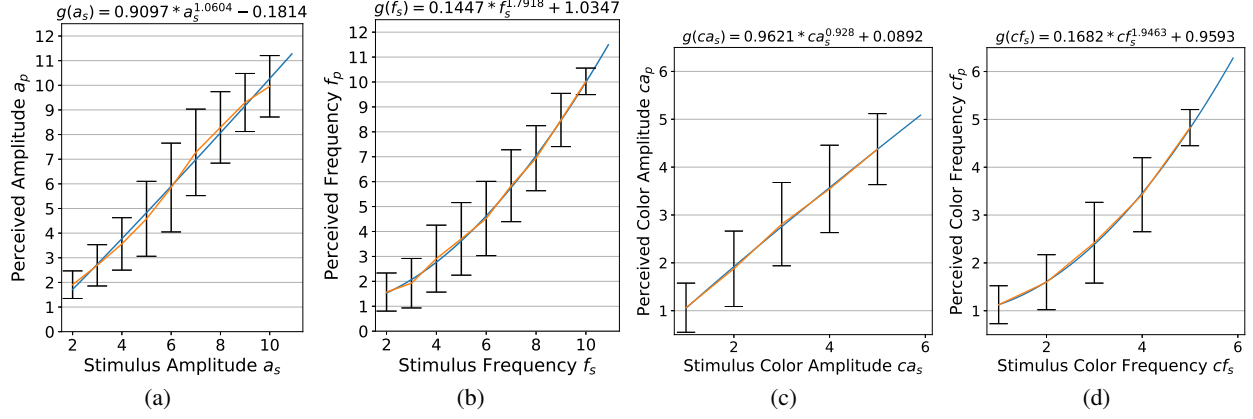 g(a_s) = 0.9097 * a_s^1.0604 − 0.1814
12
11
10
9
8
7
6
5
4
3
2
1
0
Perceived Amplitude a_p
2 4 6 8 10
Stimulus Amplitude a_s
(a)
g(f_s) = 0.1447 * f_s^1.7918 + 1.0347
12
11
10
9
8
7
6
5
4
3
2
1
0
Perceived Frequency f_p
2 4 6 8 10
Stimulus Frequency f_s
(b)
g(ca_s) = 0.9621 * ca_s^0.928 + 0.0892
6
5
4
3
2
1
Perceived Color Amplitude ca_p
2 4 6
Stimulus Color Amplitude ca_s
(c)
g(cf_s) = 0.1682 * cf_s^1.9463 + 0.9593
6
5
4
3
2
1
Perceived Color Frequency cf_p
2 4 6
Stimulus Color Frequency cf_s
(d)